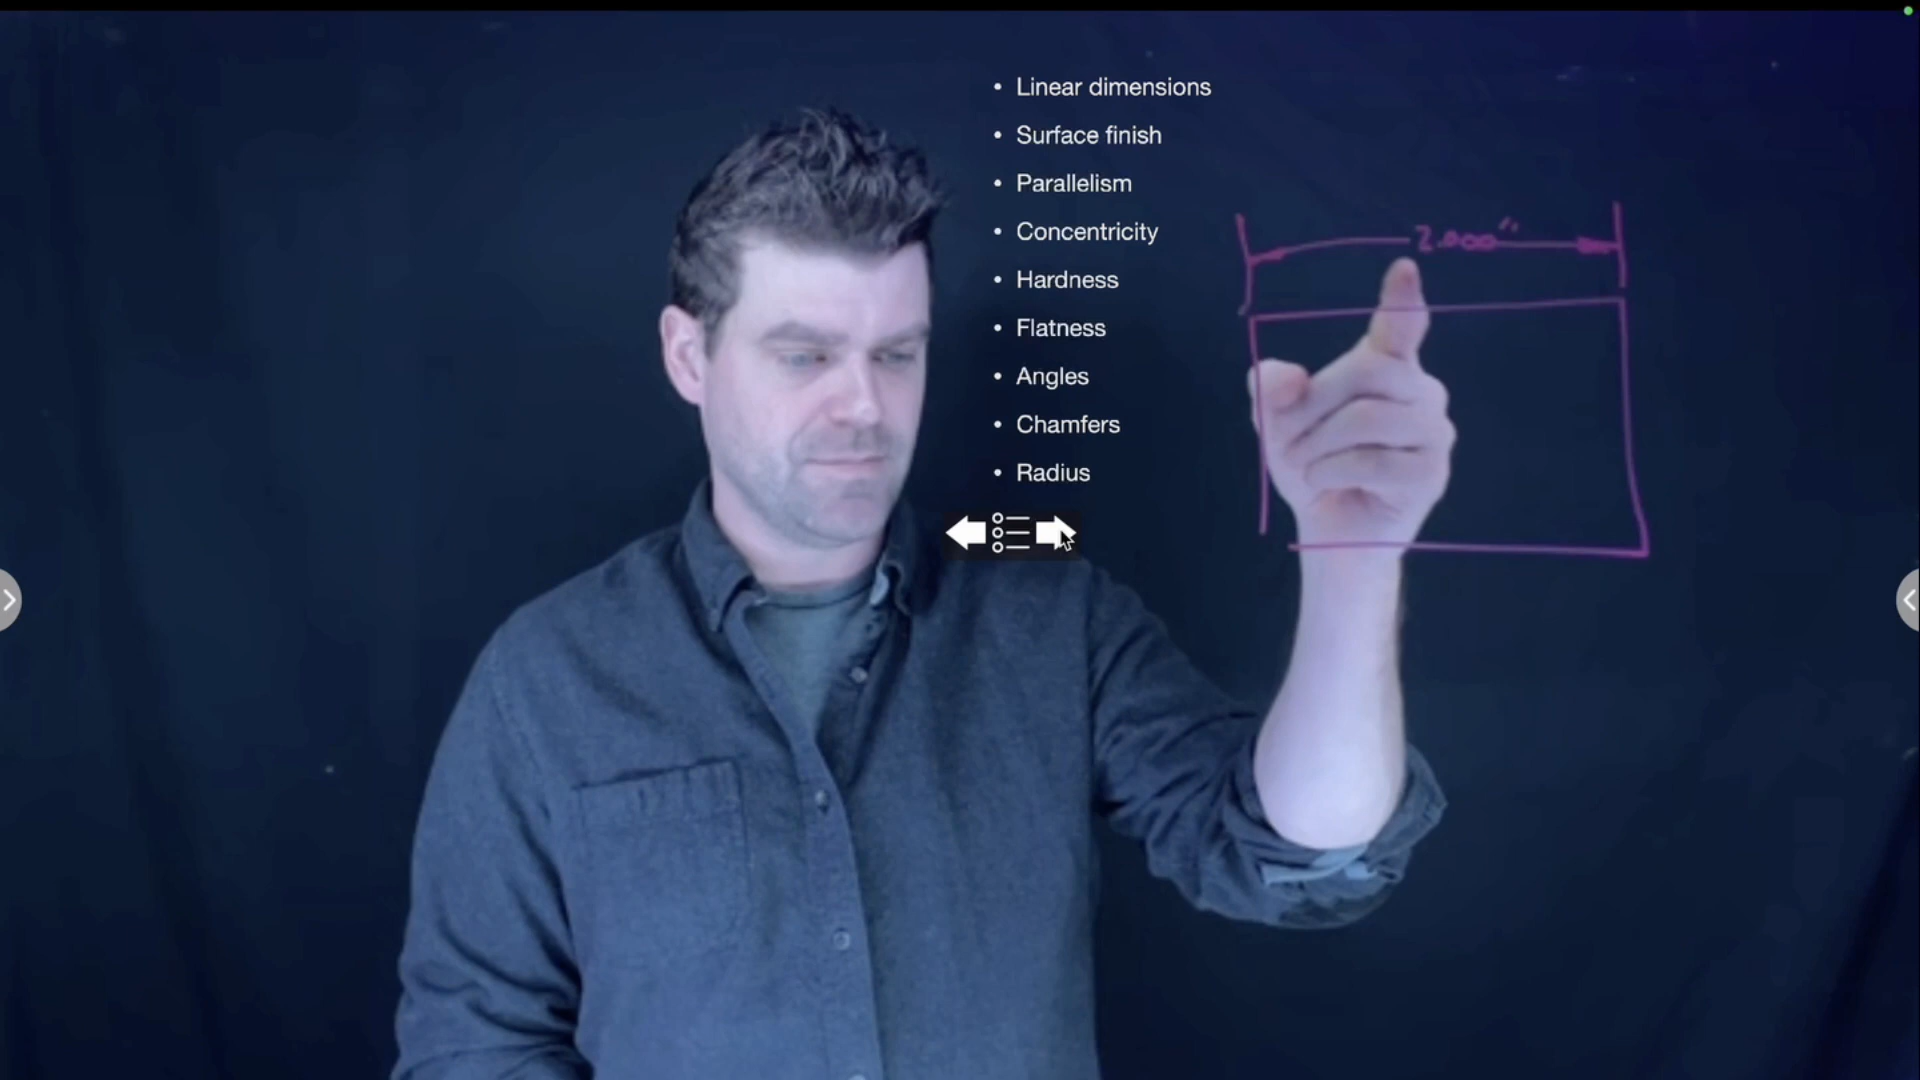 • Linear dimensions
• Surface finish
• Parallelism
• Concentricity
• Hardness
• Flatness
• Angles
• Chamfers
• Radius
2.000"